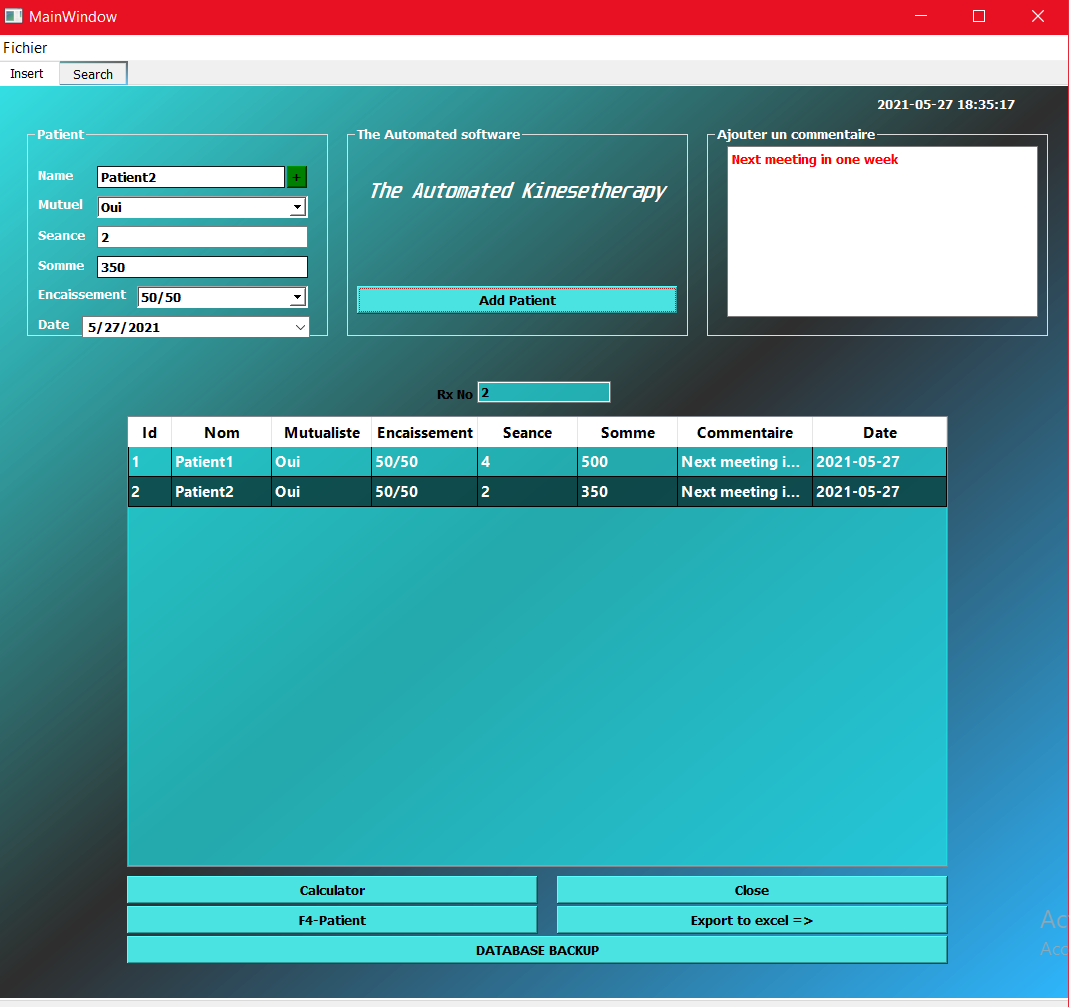 MainWindow
Fichier
Insert Search
2021-05-27 18:35:17
Patient
Name Patient2 +
Mutuel Oui
Seance 2
Somme 350
Encaissement 50/50
Date 5/27/2021
The Automated software
The Automated Kinesetherapy
Add Patient
Ajouter un commentaire
Next meeting in one week
Rx No 2
Id Nom Mutualiste Encaissement Seance Somme Commentaire Date
1 Patient1 Oui 50/50 4 500 Next meeting i... 2021-05-27
2 Patient2 Oui 50/50 2 350 Next meeting i... 2021-05-27
Calculator Close
F4-Patient Export to excel =>
DATABASE BACKUP